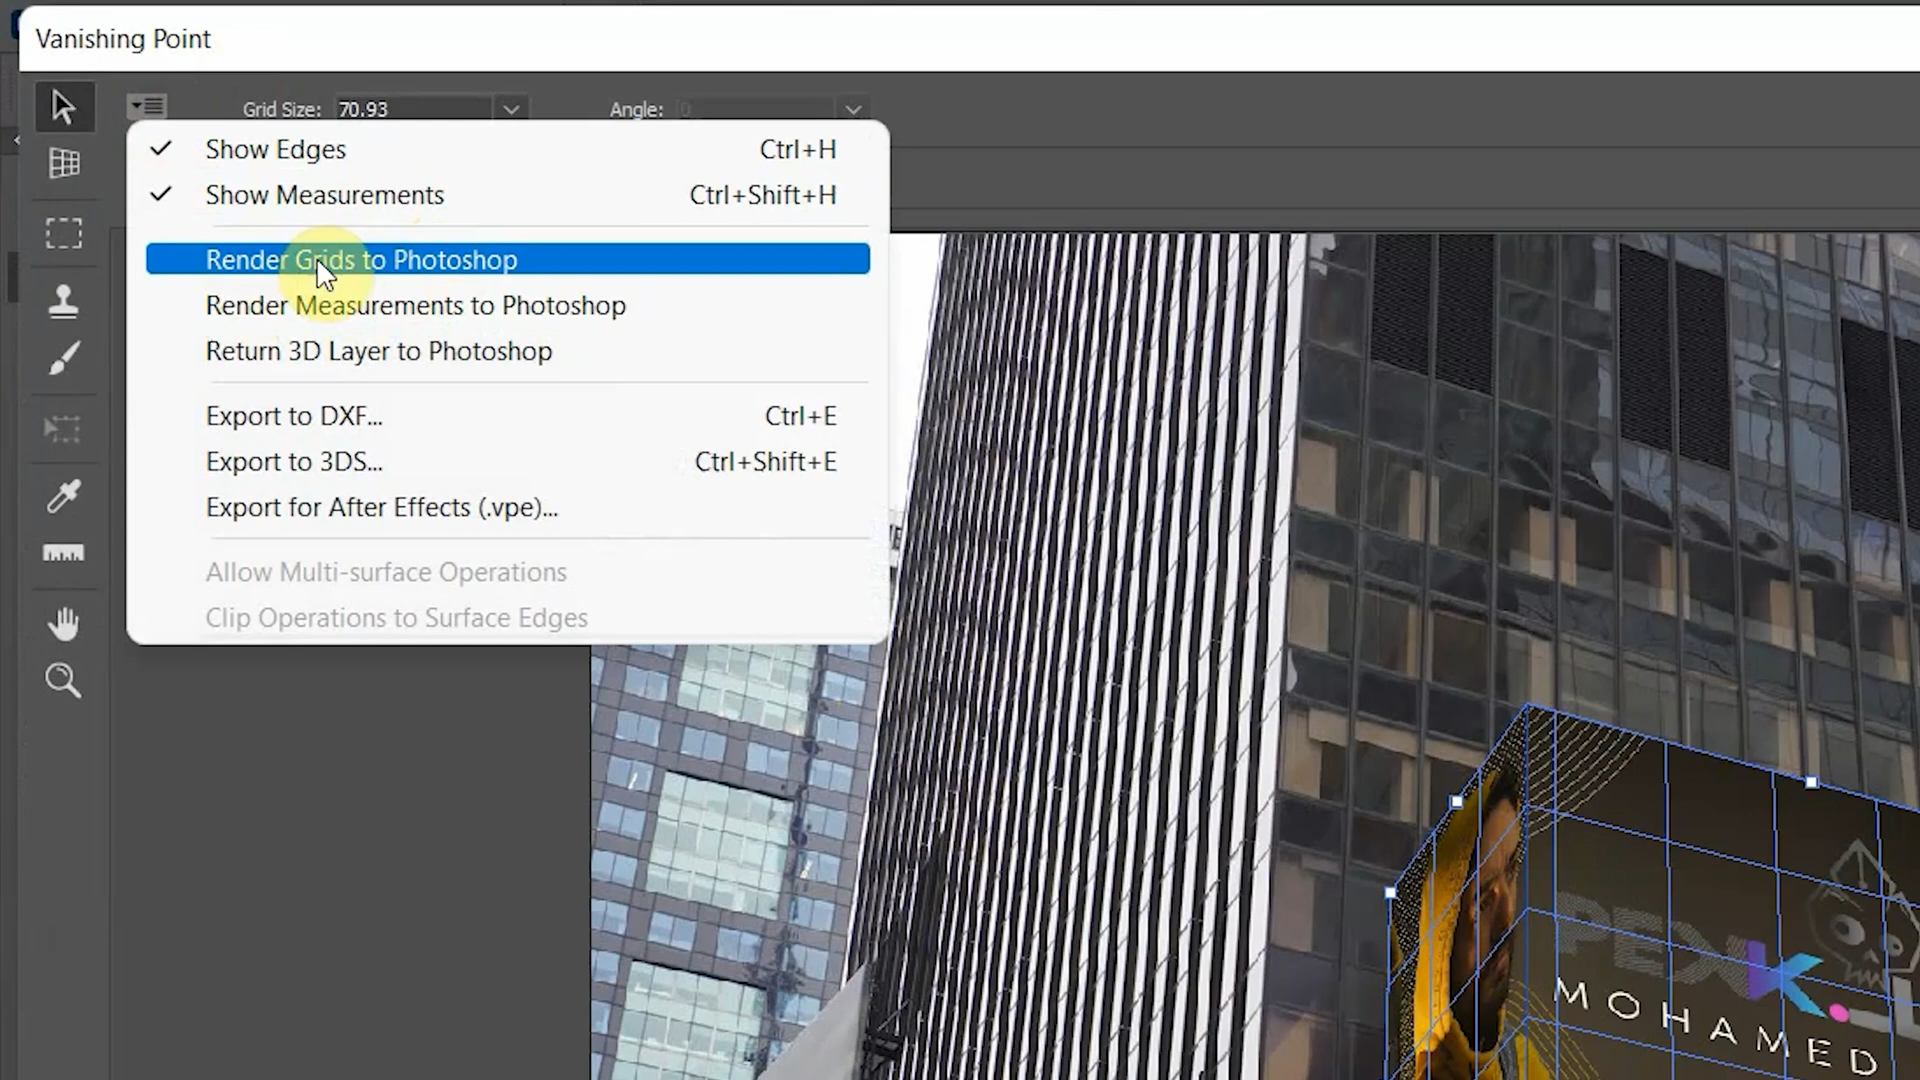 Vanishing Point
Grid Size: 70.93 Angle: 0
Show Edges Ctrl+H
Show Measurements Ctrl+Shift+H
Render Grids to Photoshop
Render Measurements to Photoshop
Return 3D Layer to Photoshop
Export to DXF... Ctrl+E
Export to 3DS... Ctrl+Shift+E
Export for After Effects (.vpe)...
Allow Multi-surface Operations
Clip Operations to Surface Edges
MOHAMED